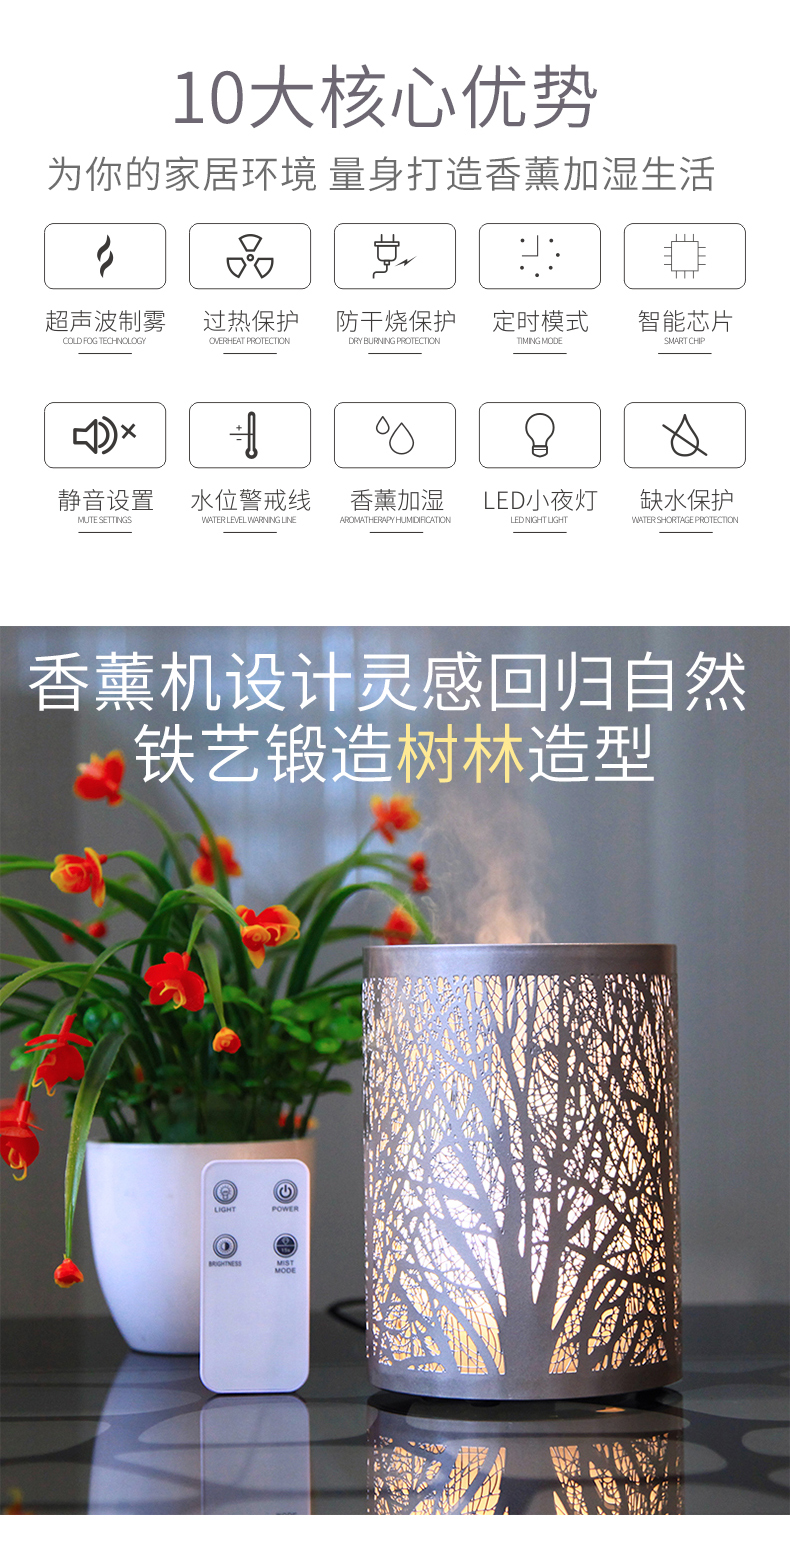 10大核心优势
为你的家居环境 量身打造香薰加湿生活
超声波制雾 过热保护 防干烧保护 定时模式 智能芯片
COLD FOG TECHNOLOGY OVERHEAT PROTECTION DRY BURNING PROTECTION TIMING MODE SMART CHIP
静音设置 水位警戒线 香薰加湿 LED小夜灯 缺水保护
MUTE SETTINGS WATER LEVEL WARNING LINE AROMATHERAPY HUMIDIFICATION LED NIGHT LIGHT WATER SHORTAGE PROTECTION
香薰机设计灵感回归自然
铁艺锻造树林造型
LIGHT POWER
BRIGHTNESS MIST
MODE